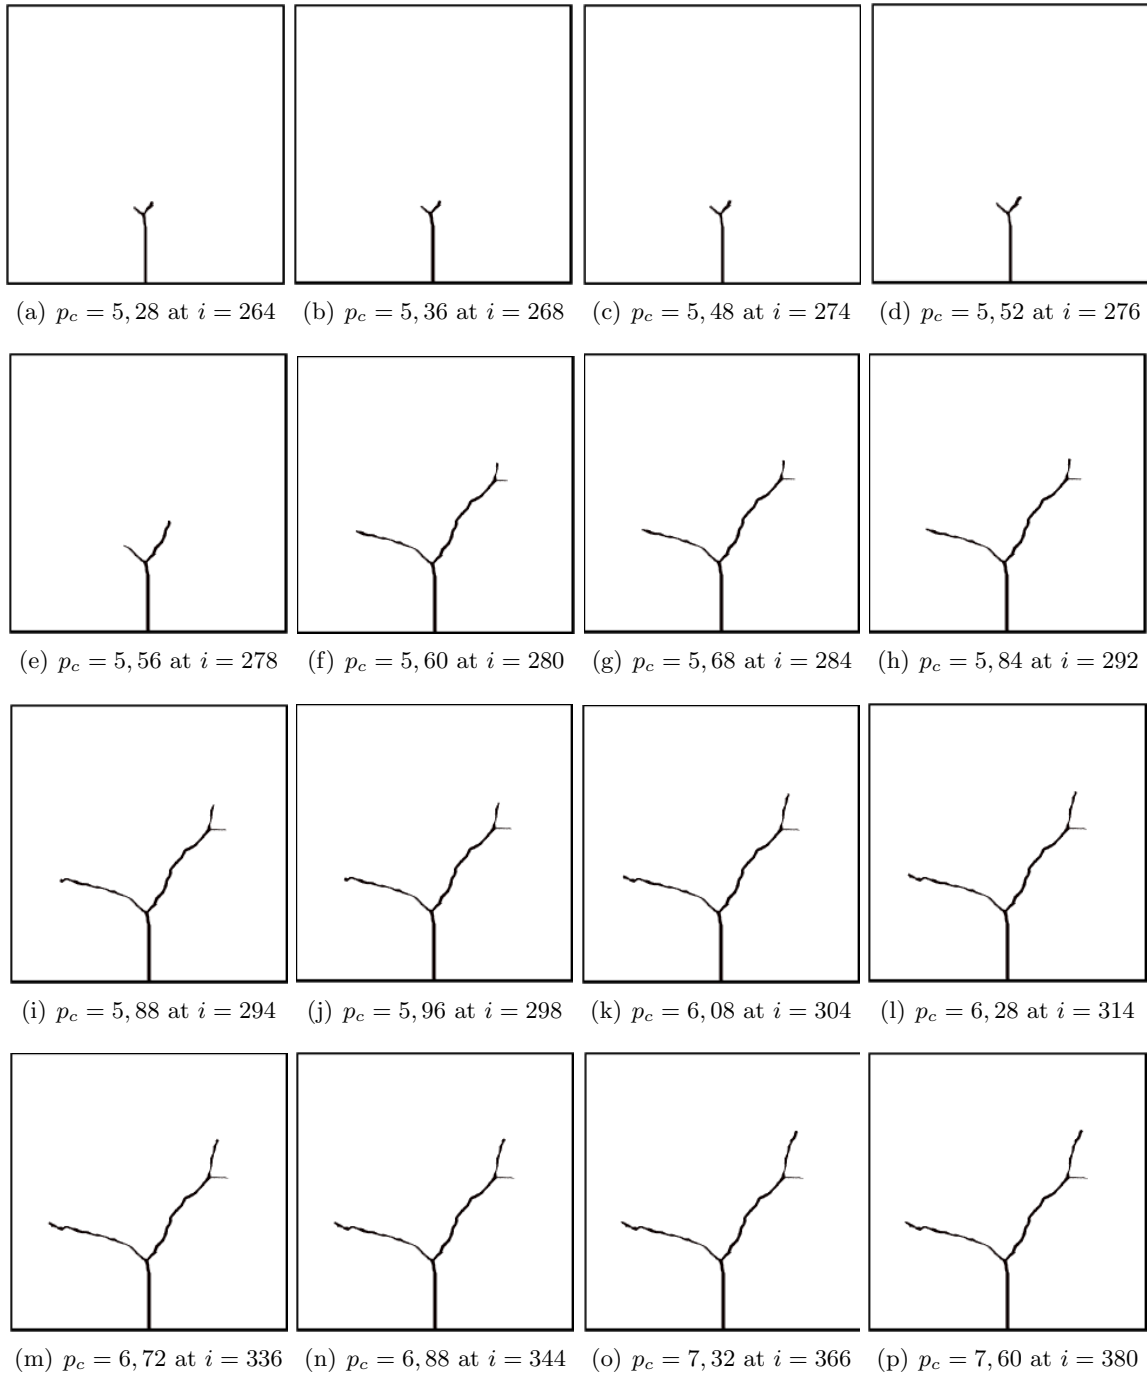 (a) p_c = 5, 28 at i = 264 (b) p_c = 5, 36 at i = 268 (c) p_c = 5, 48 at i = 274 (d) p_c = 5, 52 at i = 276
(e) p_c = 5, 56 at i = 278 (f) p_c = 5, 60 at i = 280 (g) p_c = 5, 68 at i = 284 (h) p_c = 5, 84 at i = 292
(i) p_c = 5, 88 at i = 294 (j) p_c = 5, 96 at i = 298 (k) p_c = 6, 08 at i = 304 (l) p_c = 6, 28 at i = 314
(m) p_c = 6, 72 at i = 336 (n) p_c = 6, 88 at i = 344 (o) p_c = 7, 32 at i = 366 (p) p_c = 7, 60 at i = 380